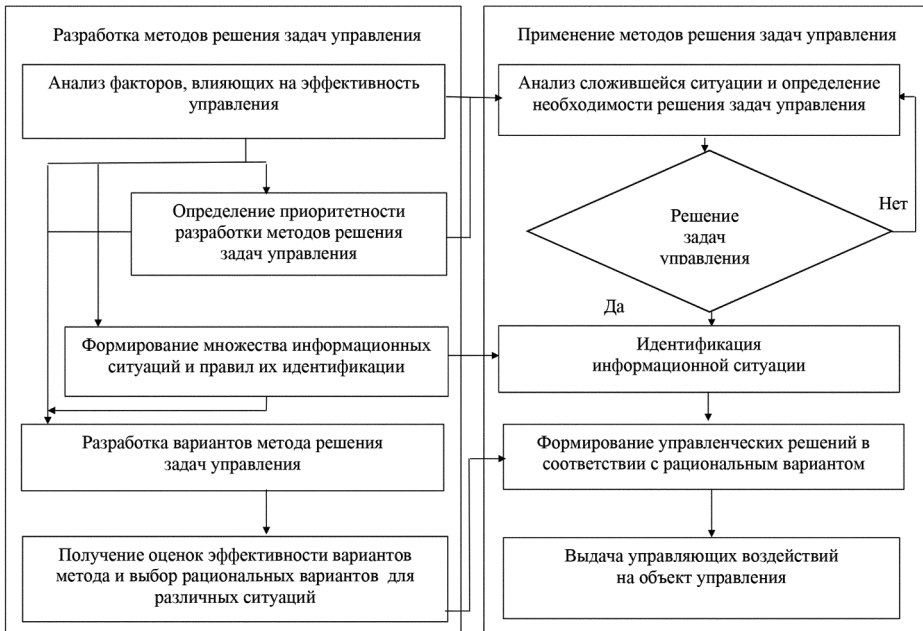 Разработка методов решения задач управления
Анализ факторов, влияющих на эффективность
управления
Определение приоритетности
разработки методов решения
задач управления
Формирование множества информационных
ситуаций и правил их идентификации
Разработка вариантов метода решения
задач управления
Получение оценок эффективности вариантов
метода и выбор рациональных вариантов для
различных ситуаций
Применение методов решения задач управления
Анализ сложившейся ситуации и определение
необходимости решения задач управления
Решение
задач
управления
Нет
Да
Идентификация
информационной ситуации
Формирование управленческих решений в
соответствии с рациональным вариантом
Выдача управляющих воздействий
на объект управления